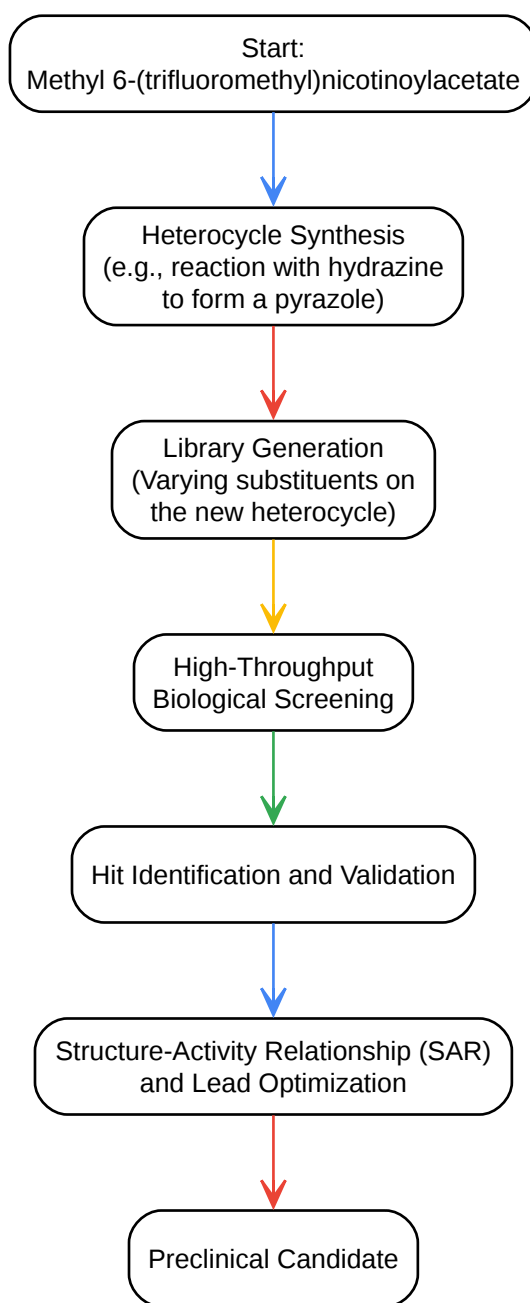 Start:
Methyl 6-(trifluoromethyl)nicotinoylacetate
Heterocycle Synthesis
(e.g., reaction with hydrazine
to form a pyrazole)
Library Generation
(Varying substituents on
the new heterocycle)
High-Throughput
Biological Screening
Hit Identification and Validation
Structure-Activity Relationship (SAR)
and Lead Optimization
Preclinical Candidate